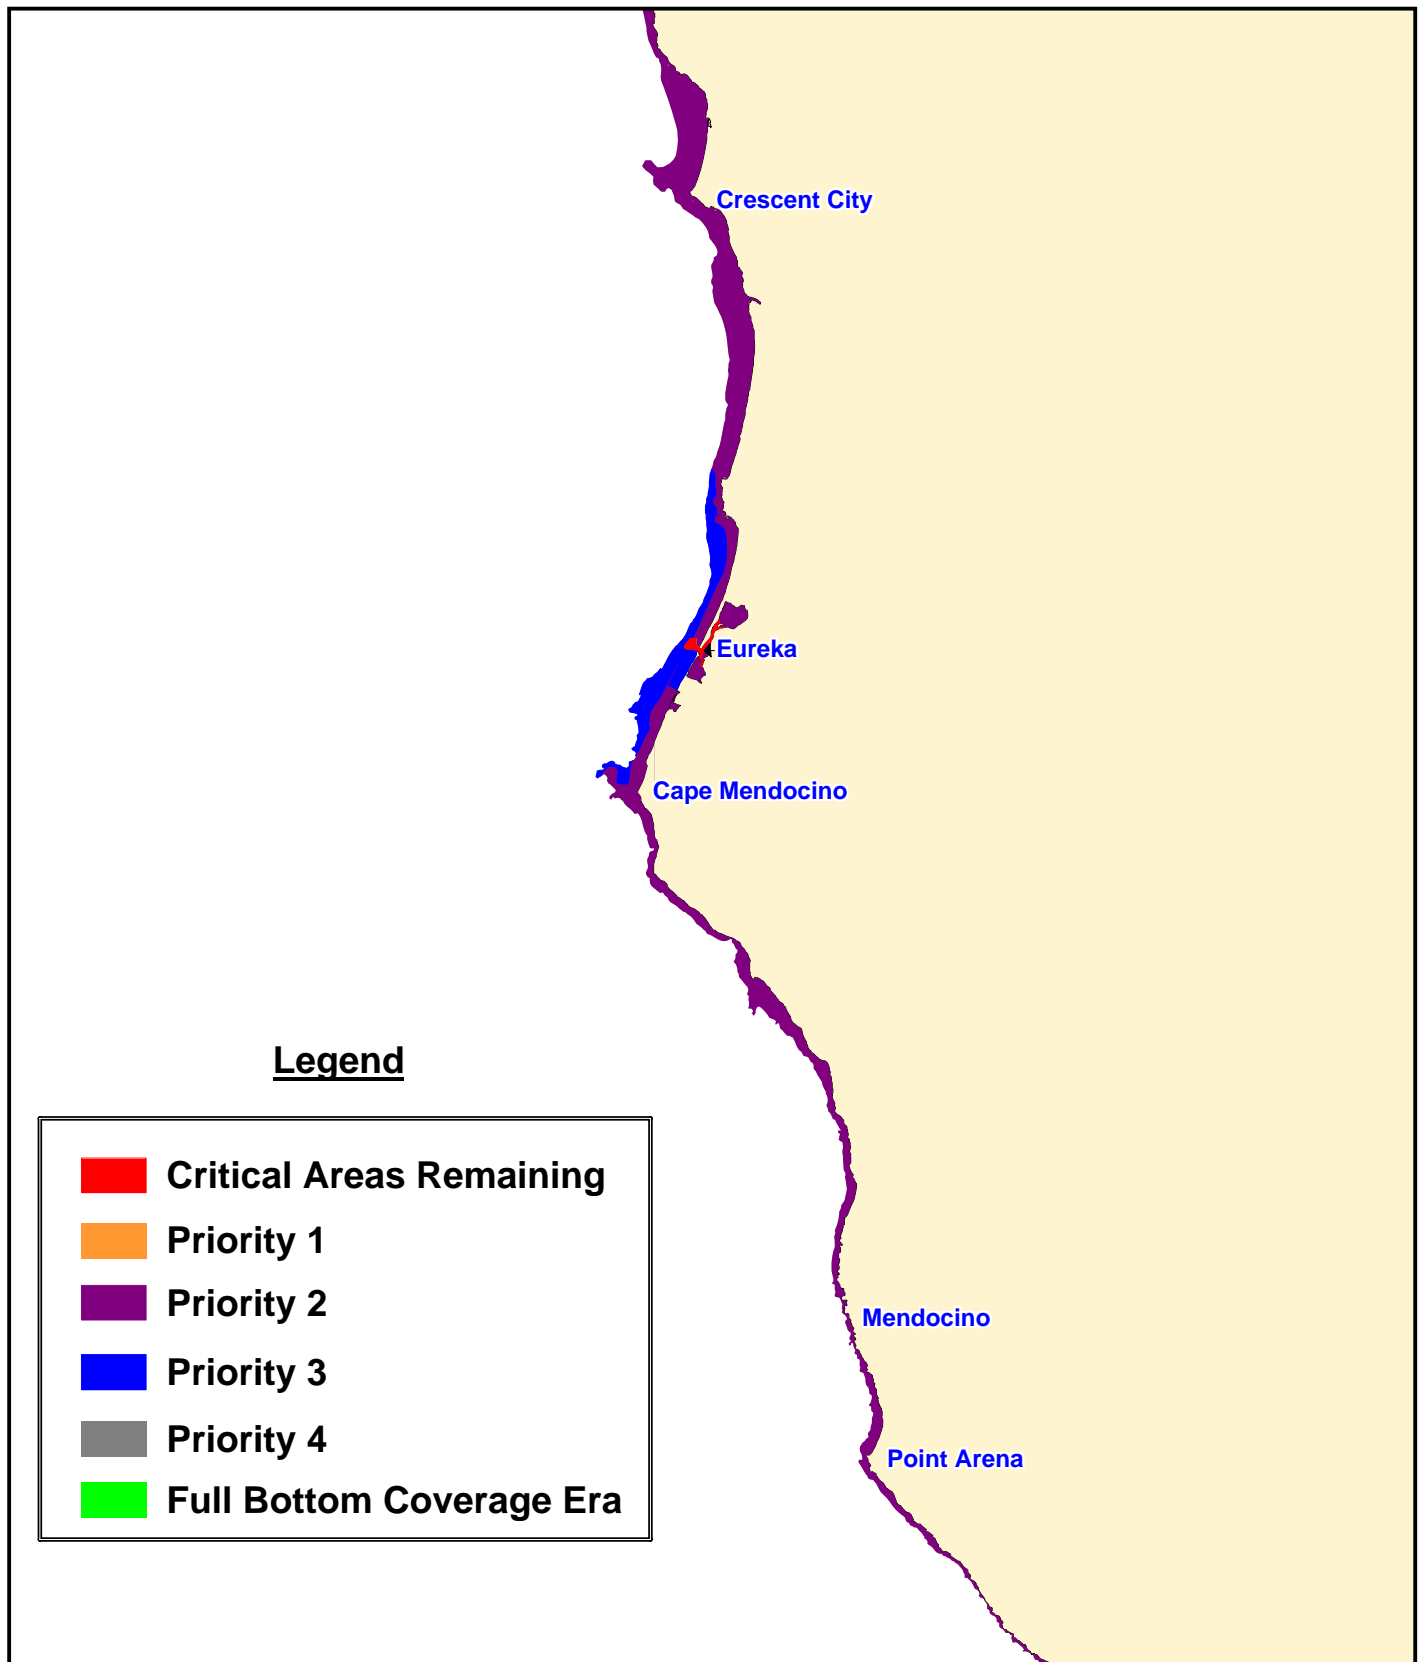 Crescent City
Eureka
Cape Mendocino
Legend
Critical Areas Remaining
Priority 1
Priority 2
Mendocino
Priority 3
Priority 4
Point Arena
Full Bottom Coverage Era